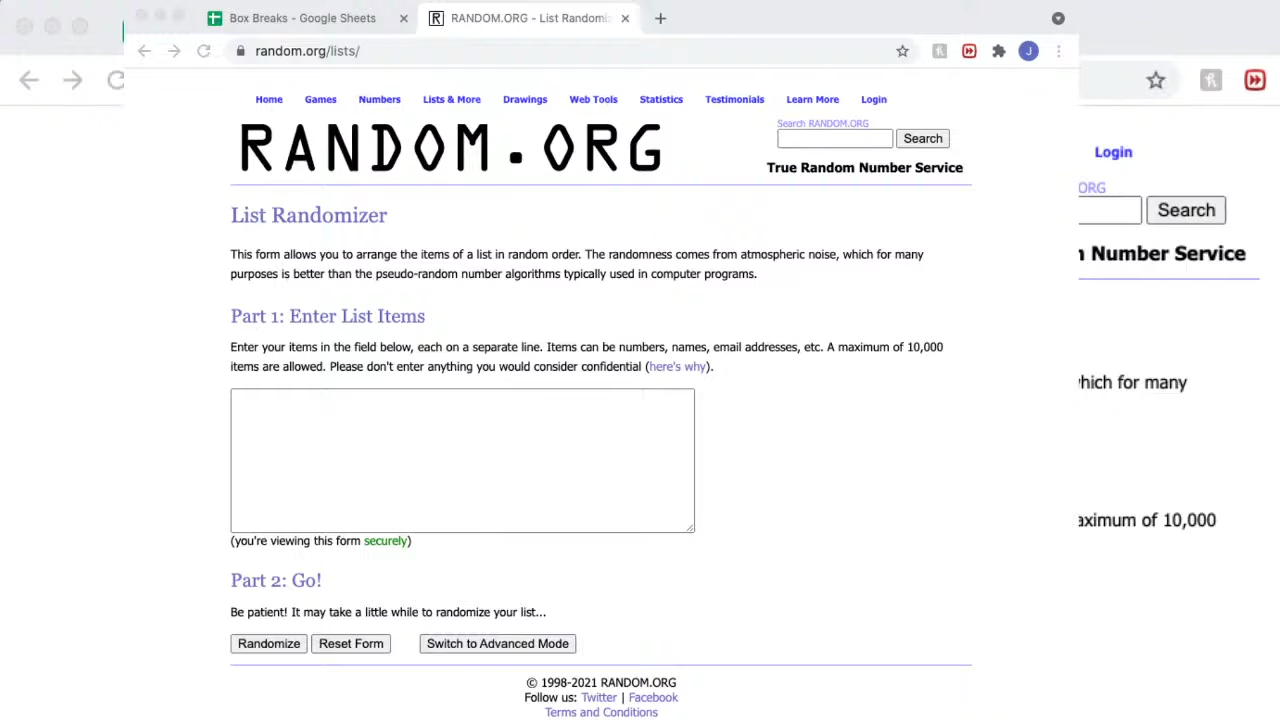 Box Breaks - Google Sheets
RANDOM.ORG - List Randomi
random.org/lists/
J
Home Games Numbers Lists & More Drawings Web Tools Statistics Testimonials Learn More Login
RANDOM.ORG
Search RANDOM.ORG
Search
True Random Number Service
List Randomizer
This form allows you to arrange the items of a list in random order. The randomness comes from atmospheric noise, which for many
purposes is better than the pseudo-random number algorithms typically used in computer programs.
Part 1: Enter List Items
Enter your items in the field below, each on a separate line. Items can be numbers, names, email addresses, etc. A maximum of 10,000
items are allowed. Please don't enter anything you would consider confidential (here's why).
(you're viewing this form securely)
Part 2: Go!
Be patient! It may take a little while to randomize your list...
Randomize Reset Form Switch to Advanced Mode
© 1998-2021 RANDOM.ORG
Follow us: Twitter | Facebook
Terms and Conditions
Login
ORG
Search
Number Service
which for many
aximum of 10,000